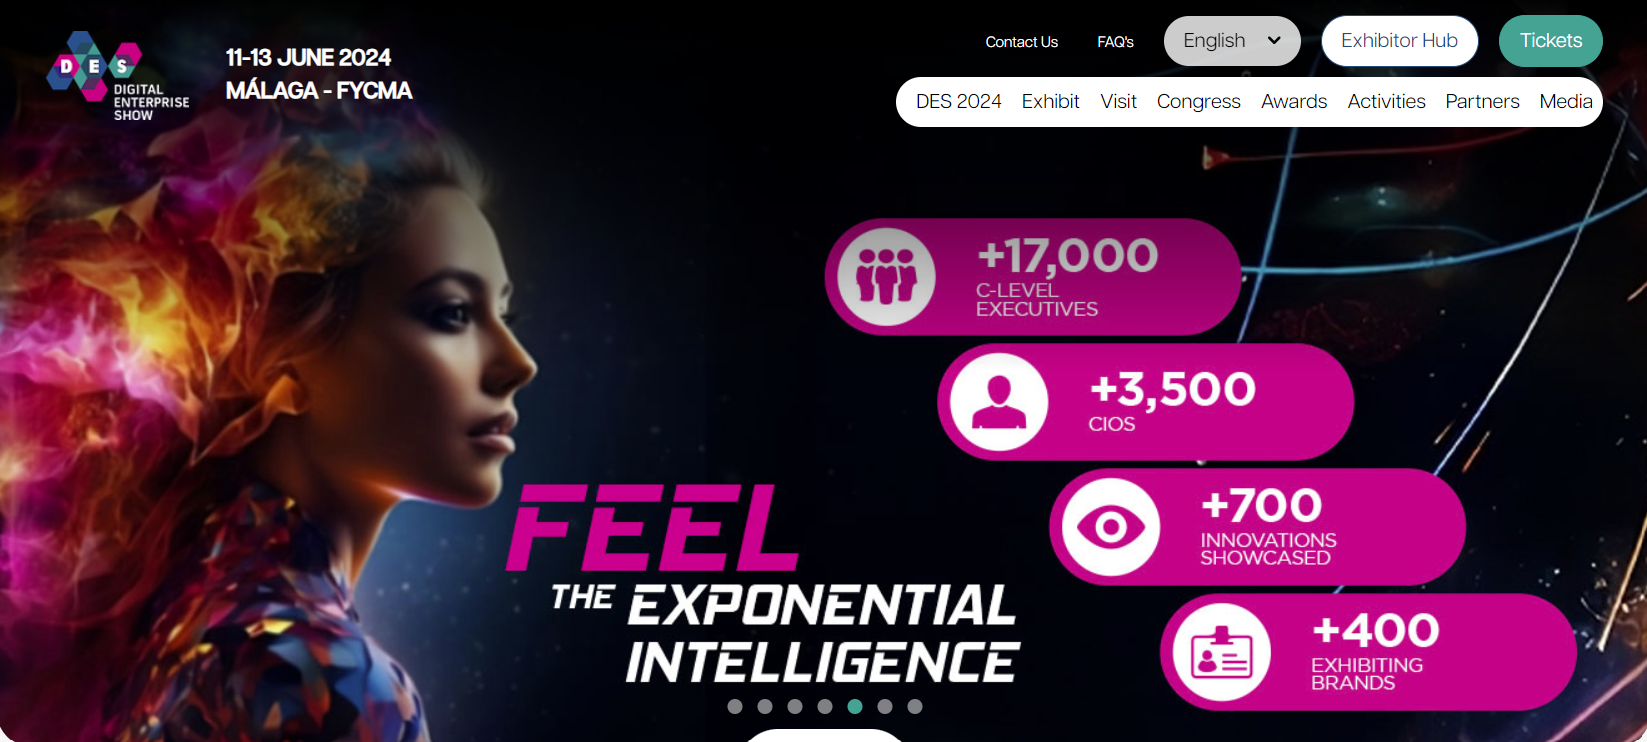 DES
DIGITAL
ENTERPRISE
SHOW
11-13 JUNE 2024
MÁLAGA - FYCMA
Contact Us
FAQ's
English
Exhibitor Hub
Tickets
DES 2024 Exhibit Visit Congress Awards Activities Partners Media
+17,000
C-LEVEL
EXECUTIVES
+3,500
CIOS
+700
INNOVATIONS
SHOWCASED
+400
EXHIBITING
BRANDS
FEEL
THE EXPONENTIAL
INTELLIGENCE